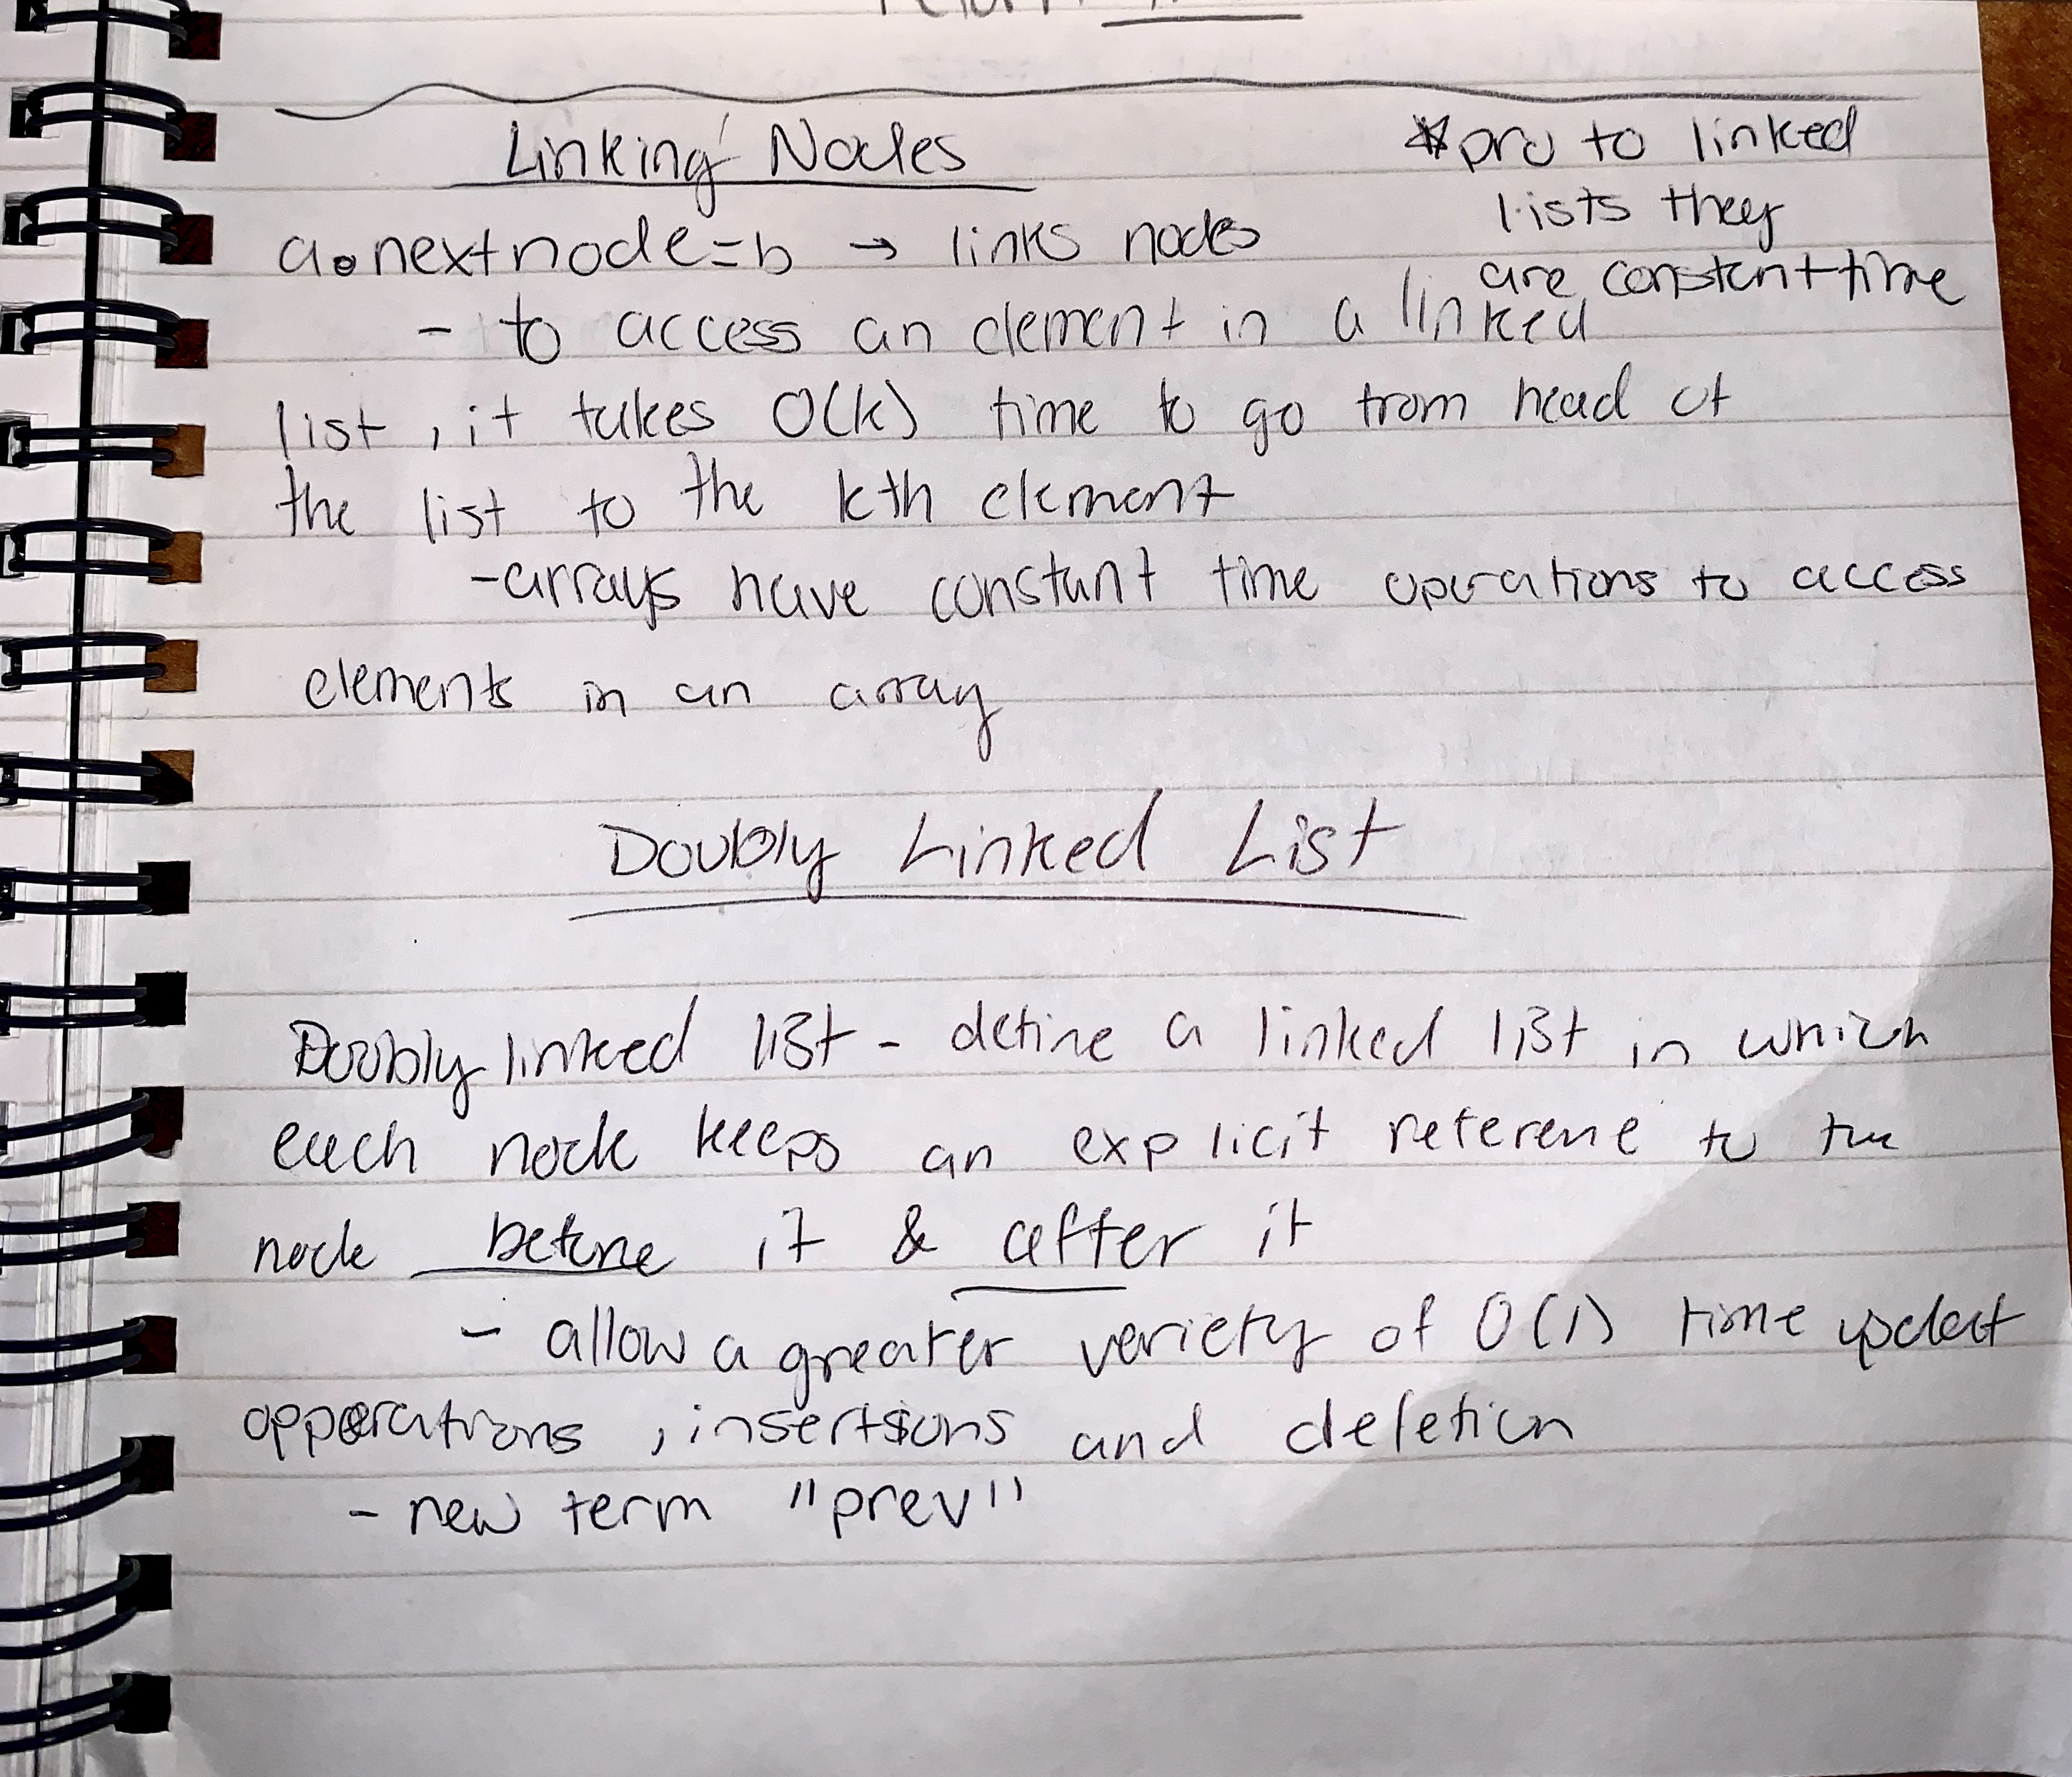 Linking Nodes
*pro to linked
lists they
are constant time
a.nextnode=b → links nodes
- to access an element in a linked
list, it takes O(k) time to go from head of
the list to the kth element
-arrays have constant time operations to access
elements in an array
Doubly Linked List
Doubly linked list - define a linked list in which
each node keeps an explicit reference to the
node before it & after it
- allow a greater variety of O(1) time updat
opperations, insertsions and deletion
- new term "prev"